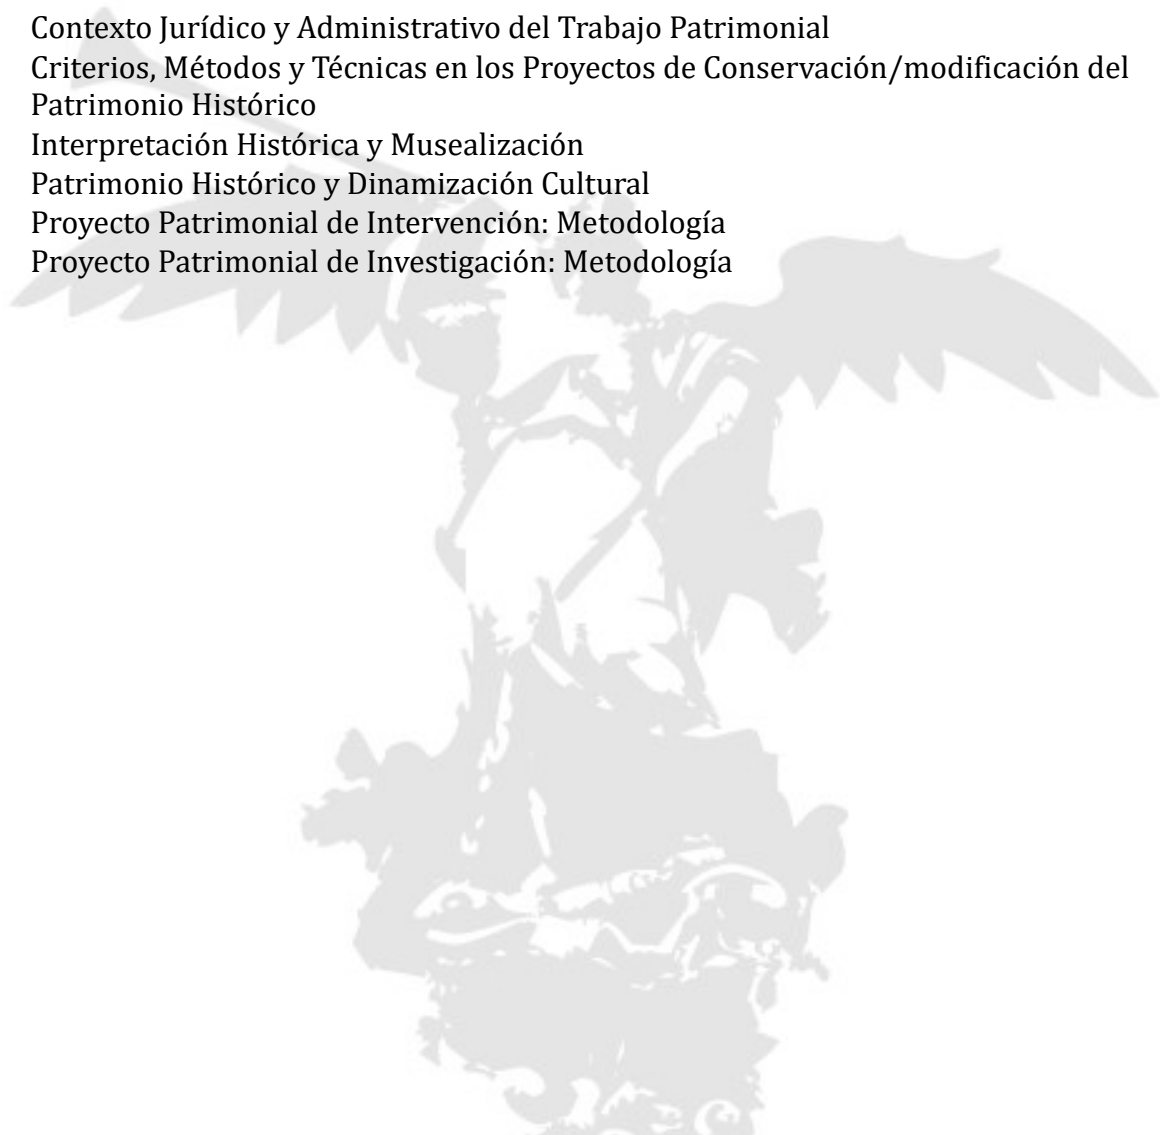 Contexto Jurídico y Administrativo del Trabajo Patrimonial
Criterios, Métodos y Técnicas en los Proyectos de Conservación/modificación del
Patrimonio Histórico
Interpretación Histórica y Musealización
Patrimonio Histórico y Dinamización Cultural
Proyecto Patrimonial de Intervención: Metodología
Proyecto Patrimonial de Investigación: Metodología